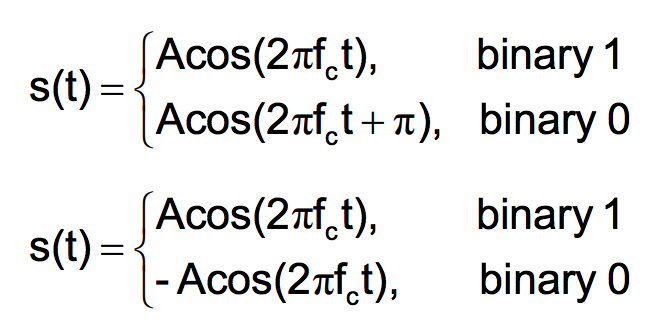 s(t) = { Acos(2πf_ct), binary 1
Acos(2πf_ct + π), binary 0
s(t) = { Acos(2πf_ct), binary 1
- Acos(2πf_ct), binary 0